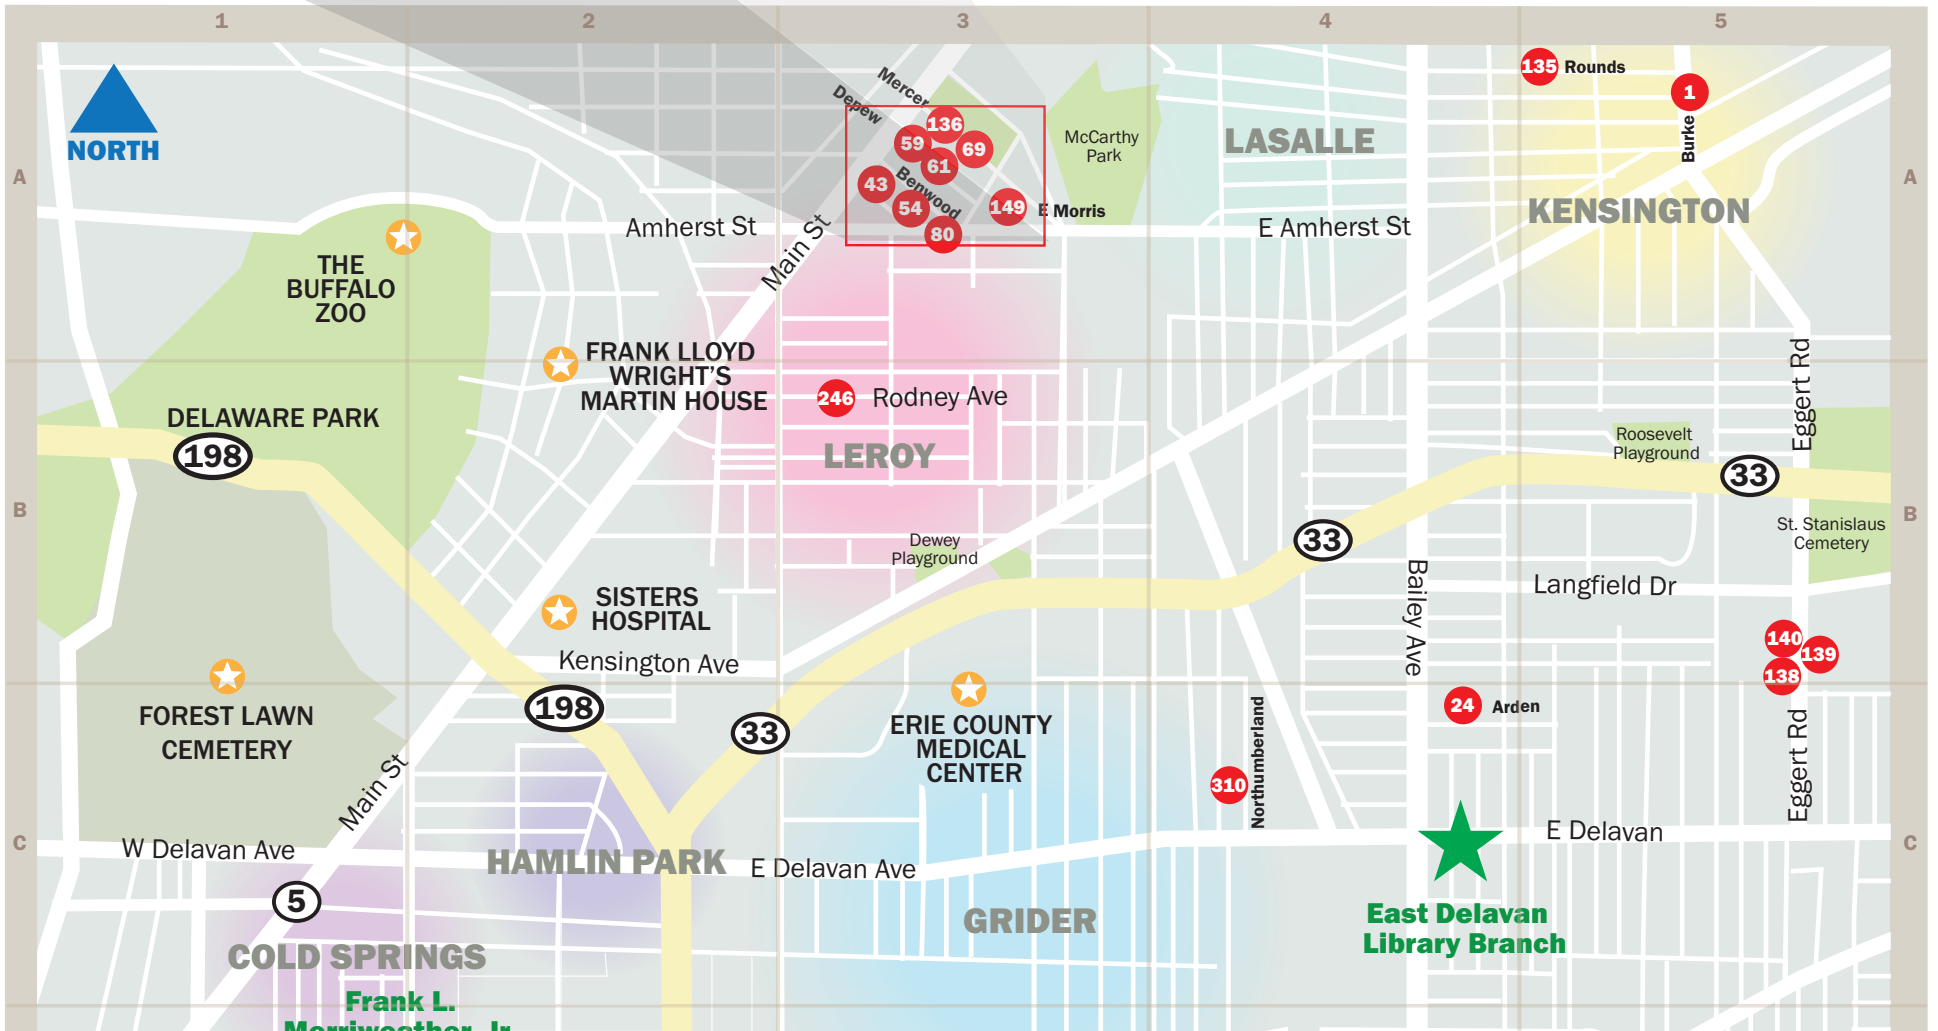 1 2 3 4 5
NORTH
A
A
B
B
C
C
Mercer
Depew
Benwood
136
59
69
61
43
54
149
80
E Morris
McCarthy
Park
LASALLE
135
Rounds
1
Burke
KENSINGTON
Amherst St
Main St
E Amherst St
THE
BUFFALO
ZOO
FRANK LLOYD
WRIGHT'S
MARTIN HOUSE
246
Rodney Ave
LEROY
DELAWARE PARK
198
Eggert Rd
Roosevelt
Playground
33
St. Stanislaus
Cemetery
Dewey
Playground
33
Bailey Ave
Langfield Dr
SISTERS
HOSPITAL
Kensington Ave
140
139
138
FOREST LAWN
CEMETERY
198
33
ERIE COUNTY
MEDICAL
CENTER
24
Arden
310
Northumberland
Eggert Rd
Main St
W Delavan Ave
HAMLIN PARK
E Delavan Ave
E Delavan
5
GRIDER
East Delavan
Library Branch
COLD SPRINGS
Frank L.
Merriweather, Jr.